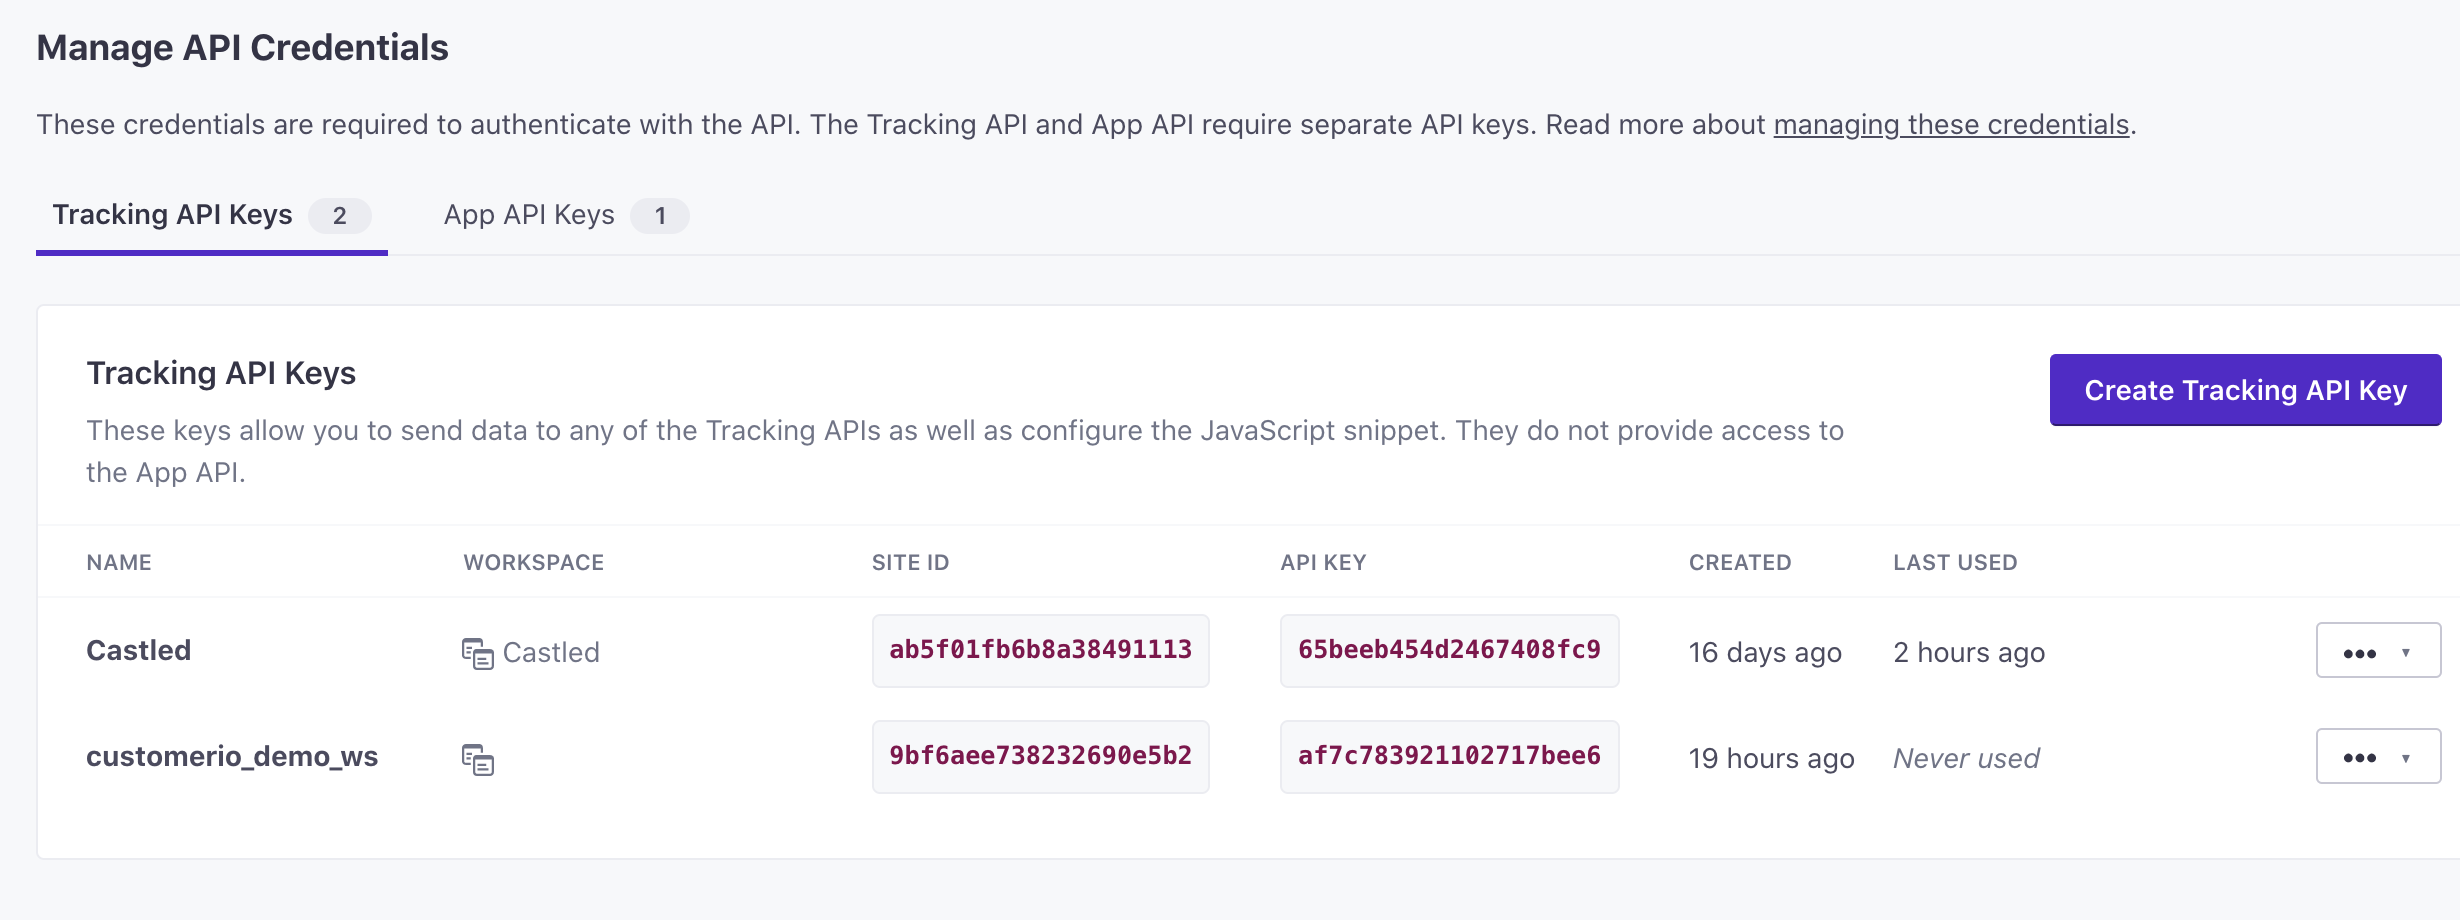 Manage API Credentials
These credentials are required to authenticate with the API. The Tracking API and App API require separate API keys. Read more about managing these credentials.
Tracking API Keys 2 App API Keys 1
Tracking API Keys
Create Tracking API Key
These keys allow you to send data to any of the Tracking APIs as well as configure the JavaScript snippet. They do not provide access to
the App API.
NAME WORKSPACE SITE ID API KEY CREATED LAST USED
Castled Castled ab5f01fb6b8a38491113 65beeb454d2467408fc9 16 days ago 2 hours ago
customerio_demo_ws 9bf6aee738232690e5b2 af7c783921102717bee6 19 hours ago Never used